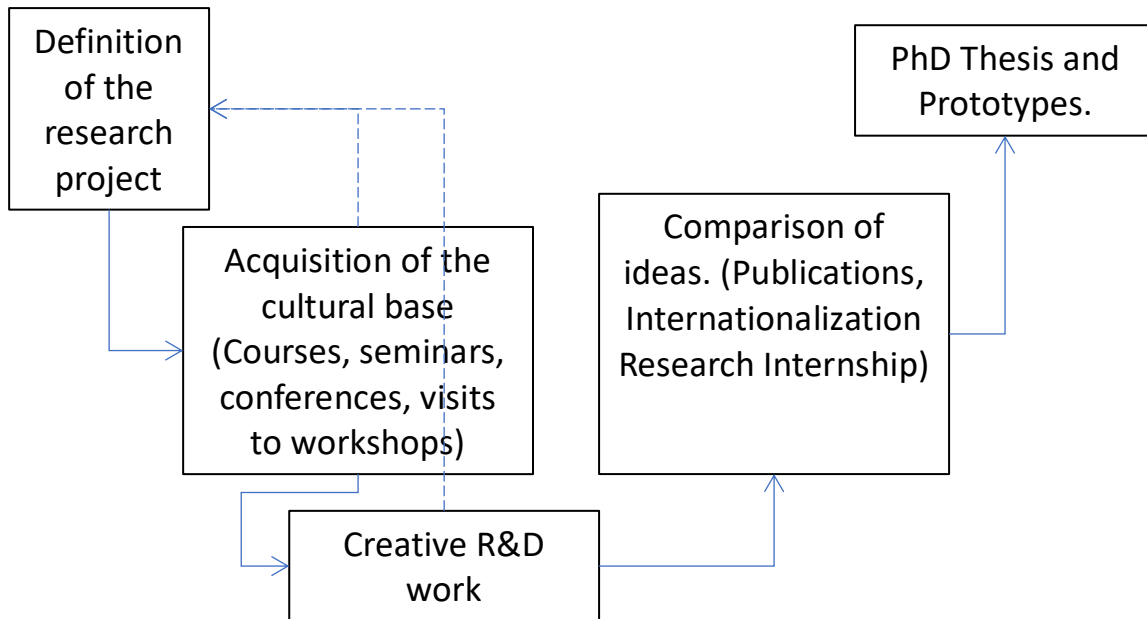 Definition
of the
research
project
Acquisition of the
cultural base
(Courses, seminars,
conferences, visits
to workshops)
Creative R&D
work
Comparison of
ideas. (Publications,
Internationalization
Research Internship)
PhD Thesis and
Prototypes.